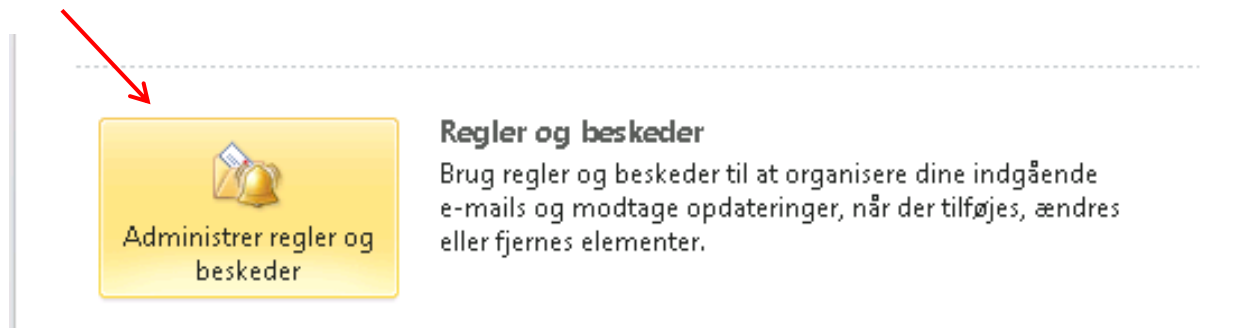 Regler og beskeder
Brug regler og beskeder til at organisere dine indgående
e-mails og modtage opdateringer, når der tilføjes, ændres
eller fjernes elementer.
Administrer regler og
beskeder